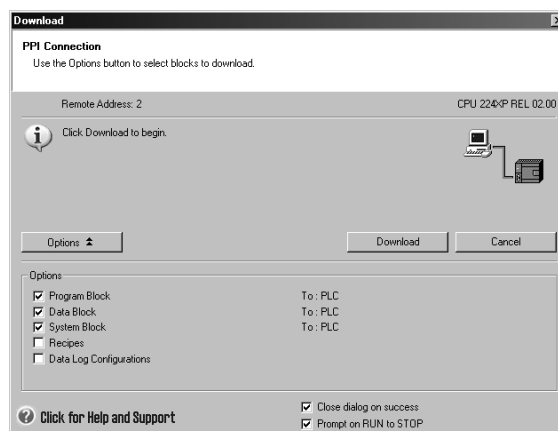 Download
PPI Connection
Use the Options button to select blocks to download.
Remote Address: 2 CPU 224XP REL 02.00
Click Download to begin.
Options Download Cancel
Options
Program Block To : PLC
Data Block To : PLC
System Block To : PLC
Recipes
Data Log Configurations
Click for Help and Support
Close dialog on success
Prompt on RUN to STOP